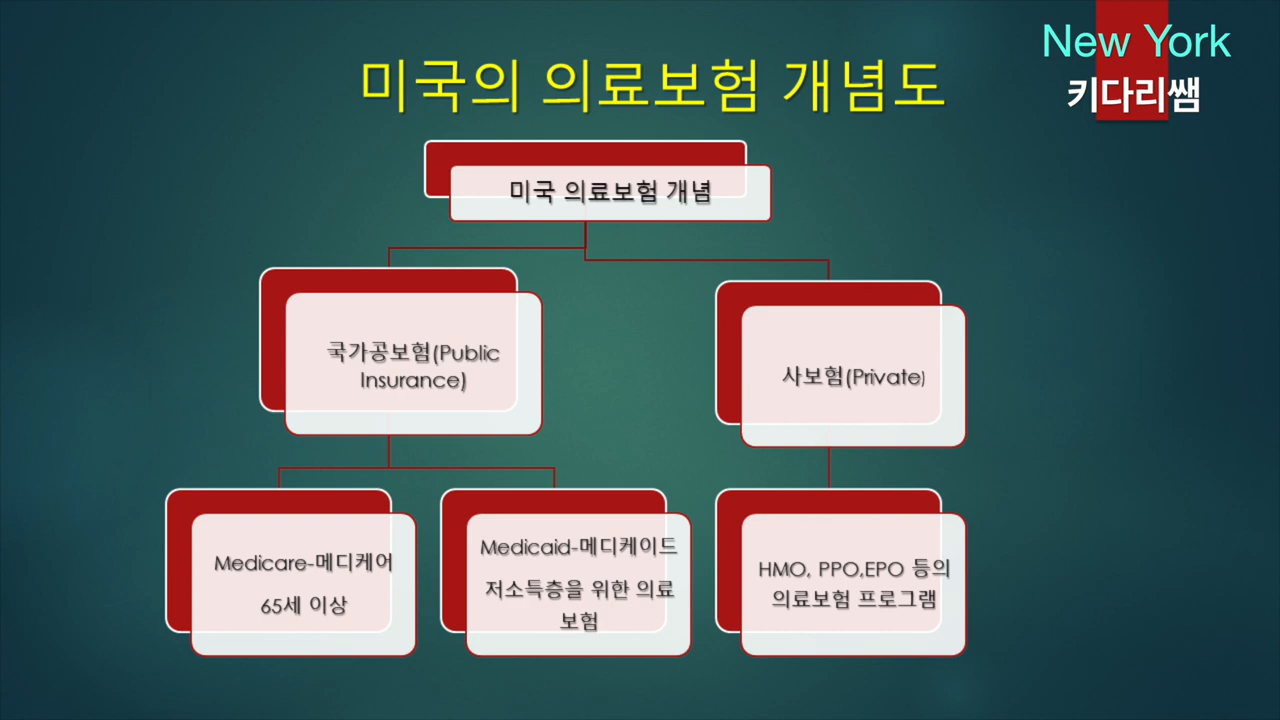 New York
키다리쌤
미국의 의료보험 개념도
미국 의료보험 개념
국가공보험(Public
Insurance)
사보험(Private)
Medicare-메디케어
65세 이상
Medicaid-메디케이드
저소득층을 위한 의료
보험
HMO, PPO,EPO 등의
의료보험 프로그램